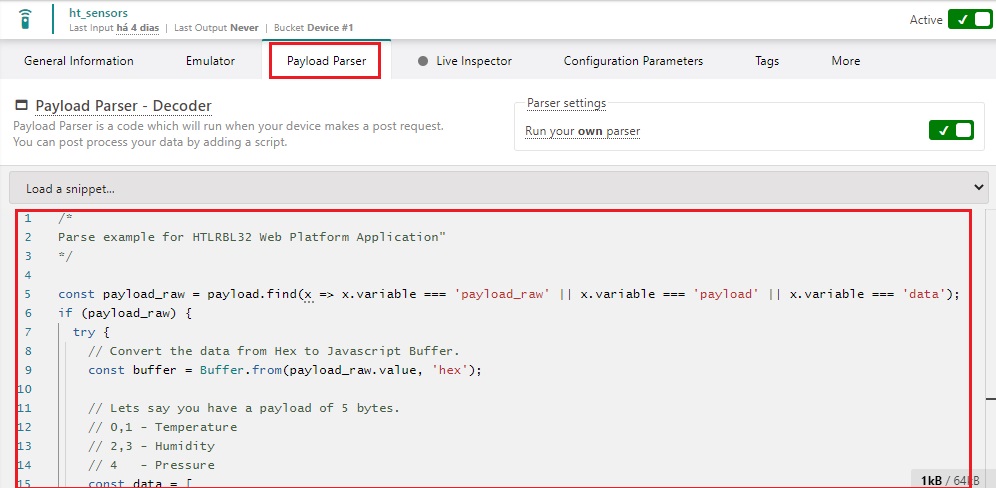 ht_sensors
Last Input há 4 dias | Last Output Never | Bucket Device #1
Active
General Information Emulator Payload Parser Live Inspector Configuration Parameters Tags More
Payload Parser - Decoder
Payload Parser is a code which will run when your device makes a post request.
You can post process your data by adding a script.
Parser settings
Run your own parser
Load a snippet...
1 /*
2 Parse example for HTLRBL32 Web Platform Application"
3 */
4
5 const payload_raw = payload.find(x => x.variable === 'payload_raw' || x.variable === 'payload' || x.variable === 'data');
6 if (payload_raw) {
7 try {
8 // Convert the data from Hex to Javascript Buffer.
9 const buffer = Buffer.from(payload_raw.value, 'hex');
10
11 // Lets say you have a payload of 5 bytes.
12 // 0,1 - Temperature
13 // 2,3 - Humidity
14 // 4 - Pressure
15 const data = [
1kB / 64kB